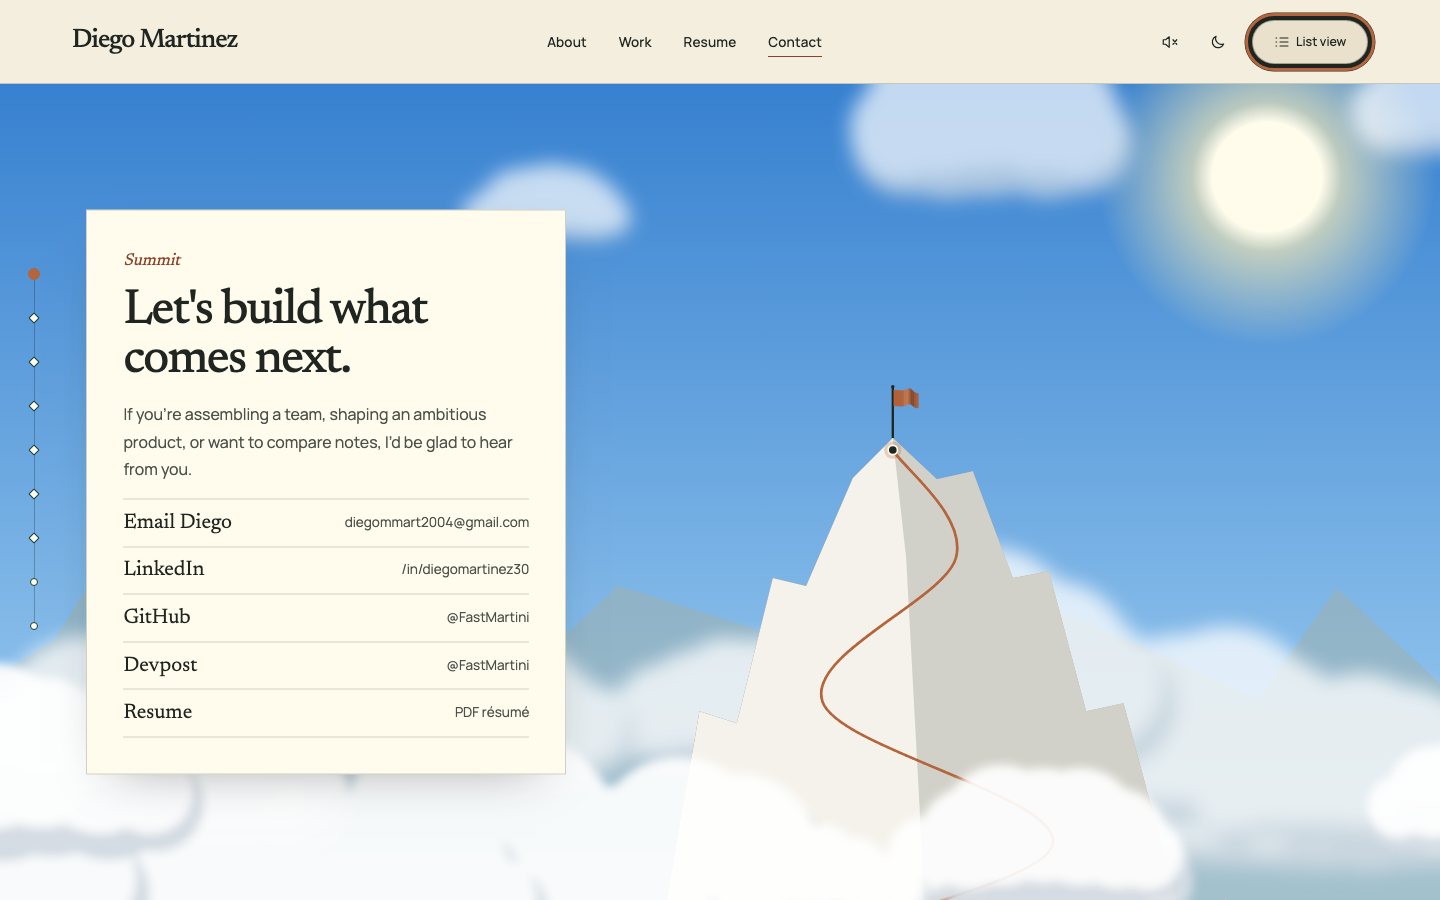 Diego Martinez
About
Work
Resume
Contact
List view
Summit
Let's build what
comes next.
If you're assembling a team, shaping an ambitious
product, or want to compare notes, I'd be glad to hear
from you.
Email Diego diegommart2004@gmail.com
LinkedIn /in/diegomartinez30
GitHub @FastMartini
Devpost @FastMartini
Resume PDF résumé